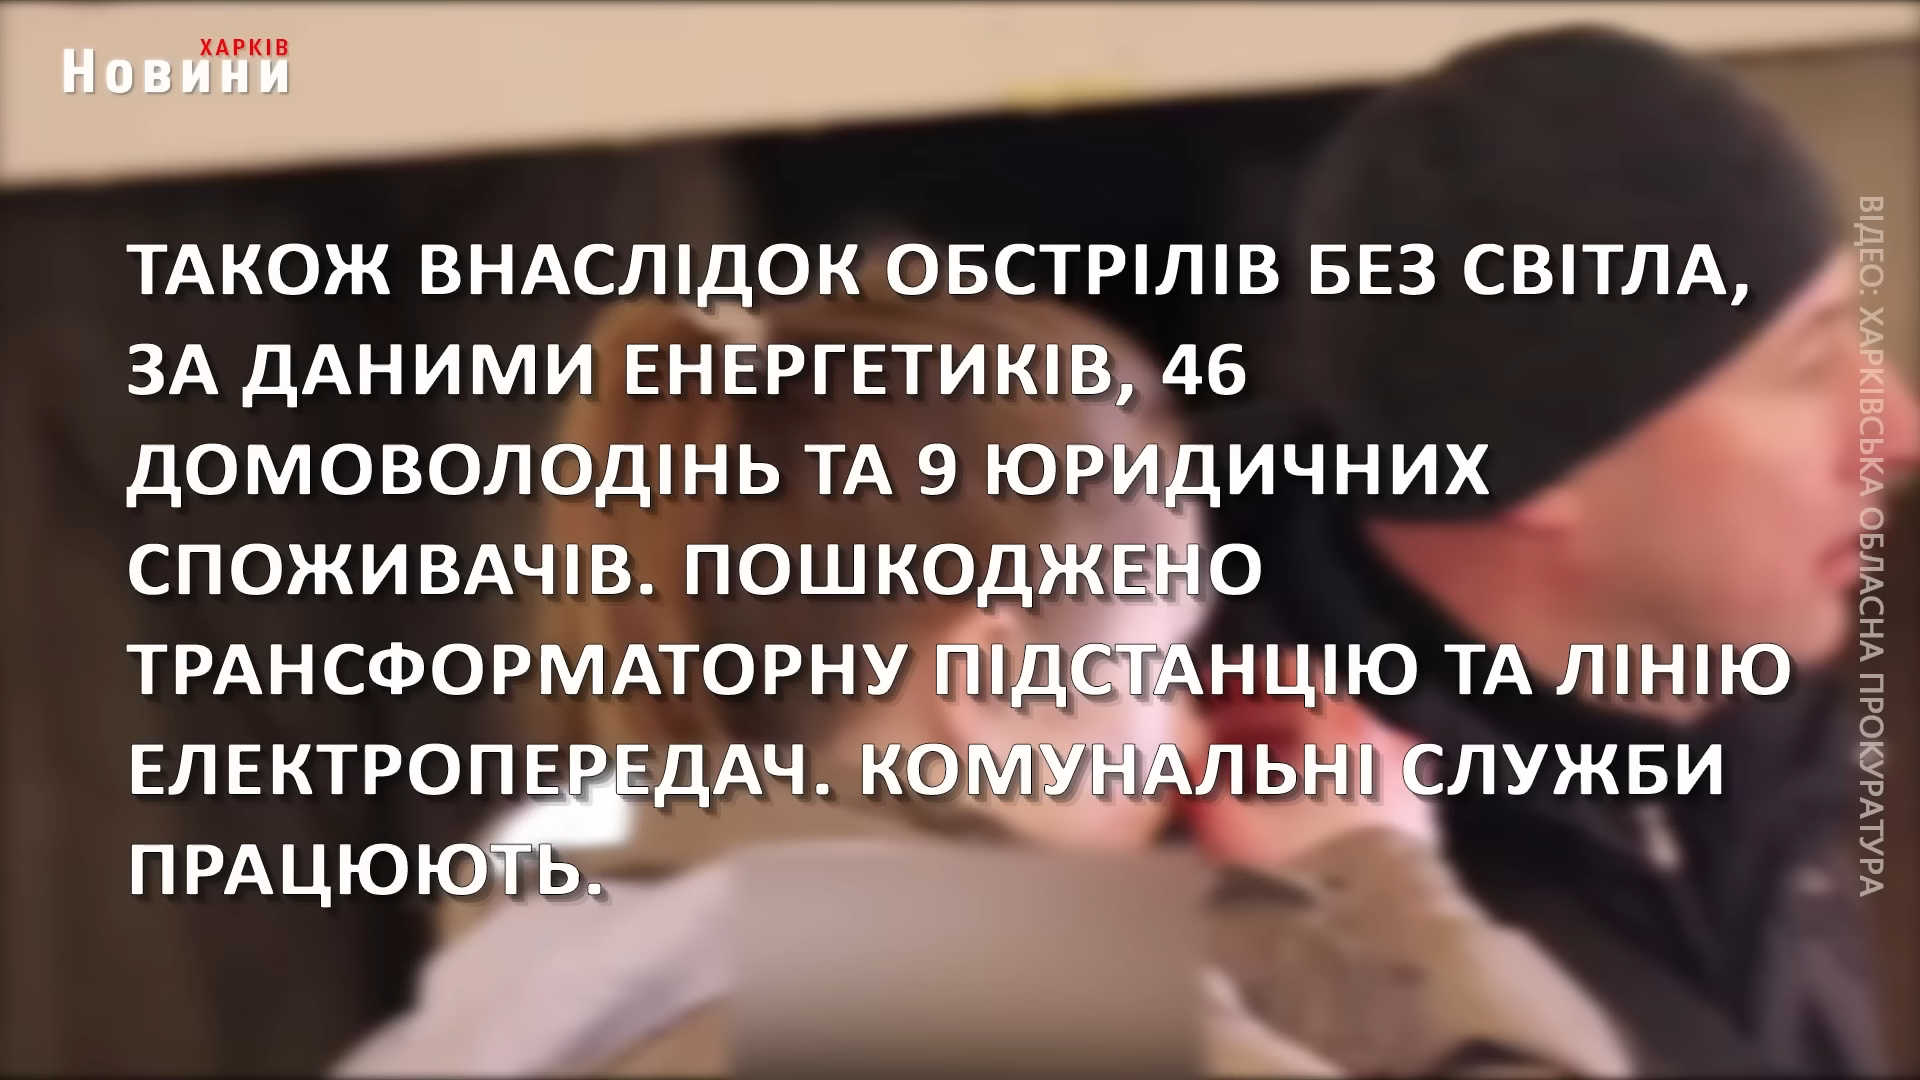 ХАРКІВ
Новини
ТАКОЖ ВНАСЛІДОК ОБСТРІЛІВ БЕЗ СВІТЛА,
ЗА ДАНИМИ ЕНЕРГЕТИКІВ, 46
ДОМОВОЛОДІНЬ ТА 9 ЮРИДИЧНИХ
СПОЖИВАЧІВ. ПОШКОДЖЕНО
ТРАНСФОРМАТОРНУ ПІДСТАНЦІЮ ТА ЛІНІЮ
ЕЛЕКТРОПЕРЕДАЧ. КОМУНАЛЬНІ СЛУЖБИ
ПРАЦЮЮТЬ.
ВІДЕО: ХАРКІВСЬКА ОБЛАСНА ПРОКУРАТУРА